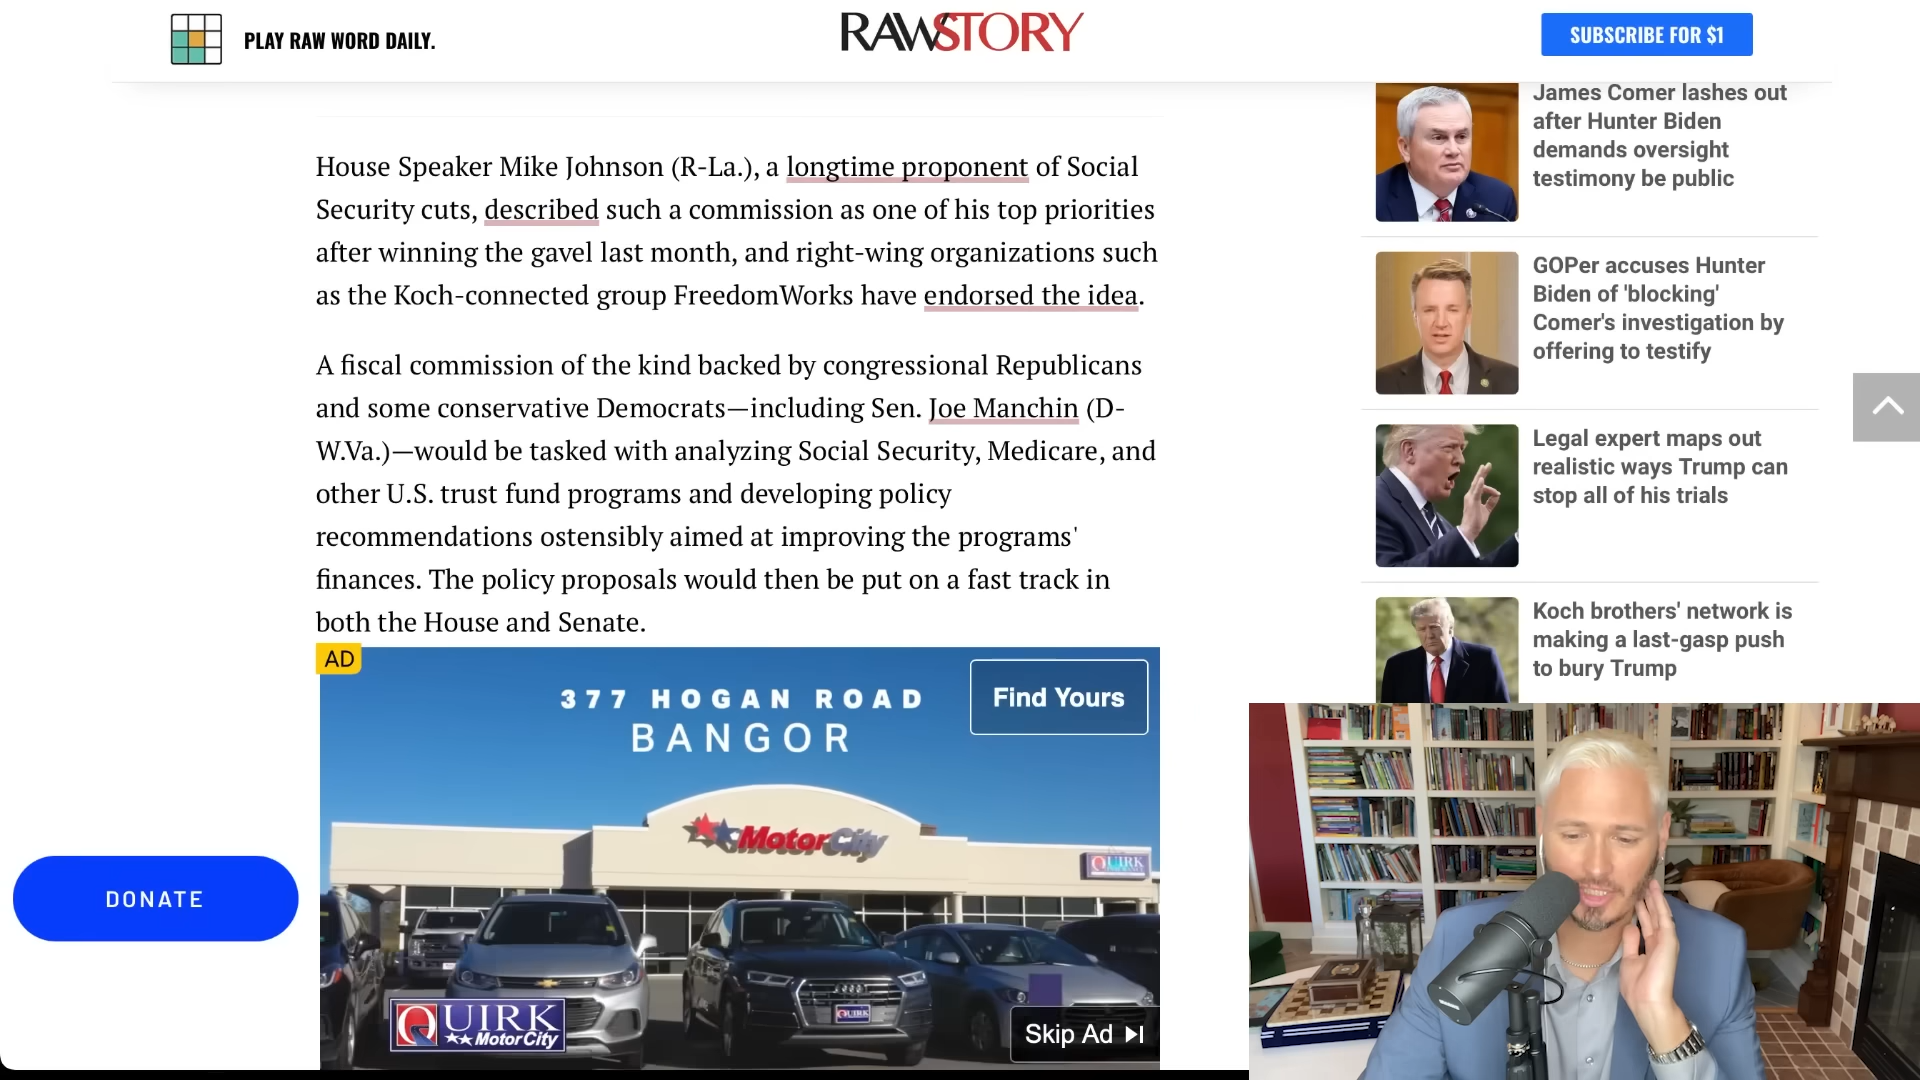 PLAY RAW WORD DAILY.
RAWSTORY
SUBSCRIBE FOR $1
House Speaker Mike Johnson (R-La.), a longtime proponent of Social
Security cuts, described such a commission as one of his top priorities
after winning the gavel last month, and right-wing organizations such
as the Koch-connected group FreedomWorks have endorsed the idea.
A fiscal commission of the kind backed by congressional Republicans
and some conservative Democrats—including Sen. Joe Manchin (D-
W.Va.)—would be tasked with analyzing Social Security, Medicare, and
other U.S. trust fund programs and developing policy
recommendations ostensibly aimed at improving the programs'
finances. The policy proposals would then be put on a fast track in
both the House and Senate.
AD
377 HOGAN ROAD
BANGOR
Find Yours
MotorCity
QUIRK
QUIRK
QUIRK
MotorCity
Skip Ad
DONATE
James Comer lashes out
after Hunter Biden
demands oversight
testimony be public
GOPer accuses Hunter
Biden of 'blocking'
Comer's investigation by
offering to testify
Legal expert maps out
realistic ways Trump can
stop all of his trials
Koch brothers' network is
making a last-gasp push
to bury Trump